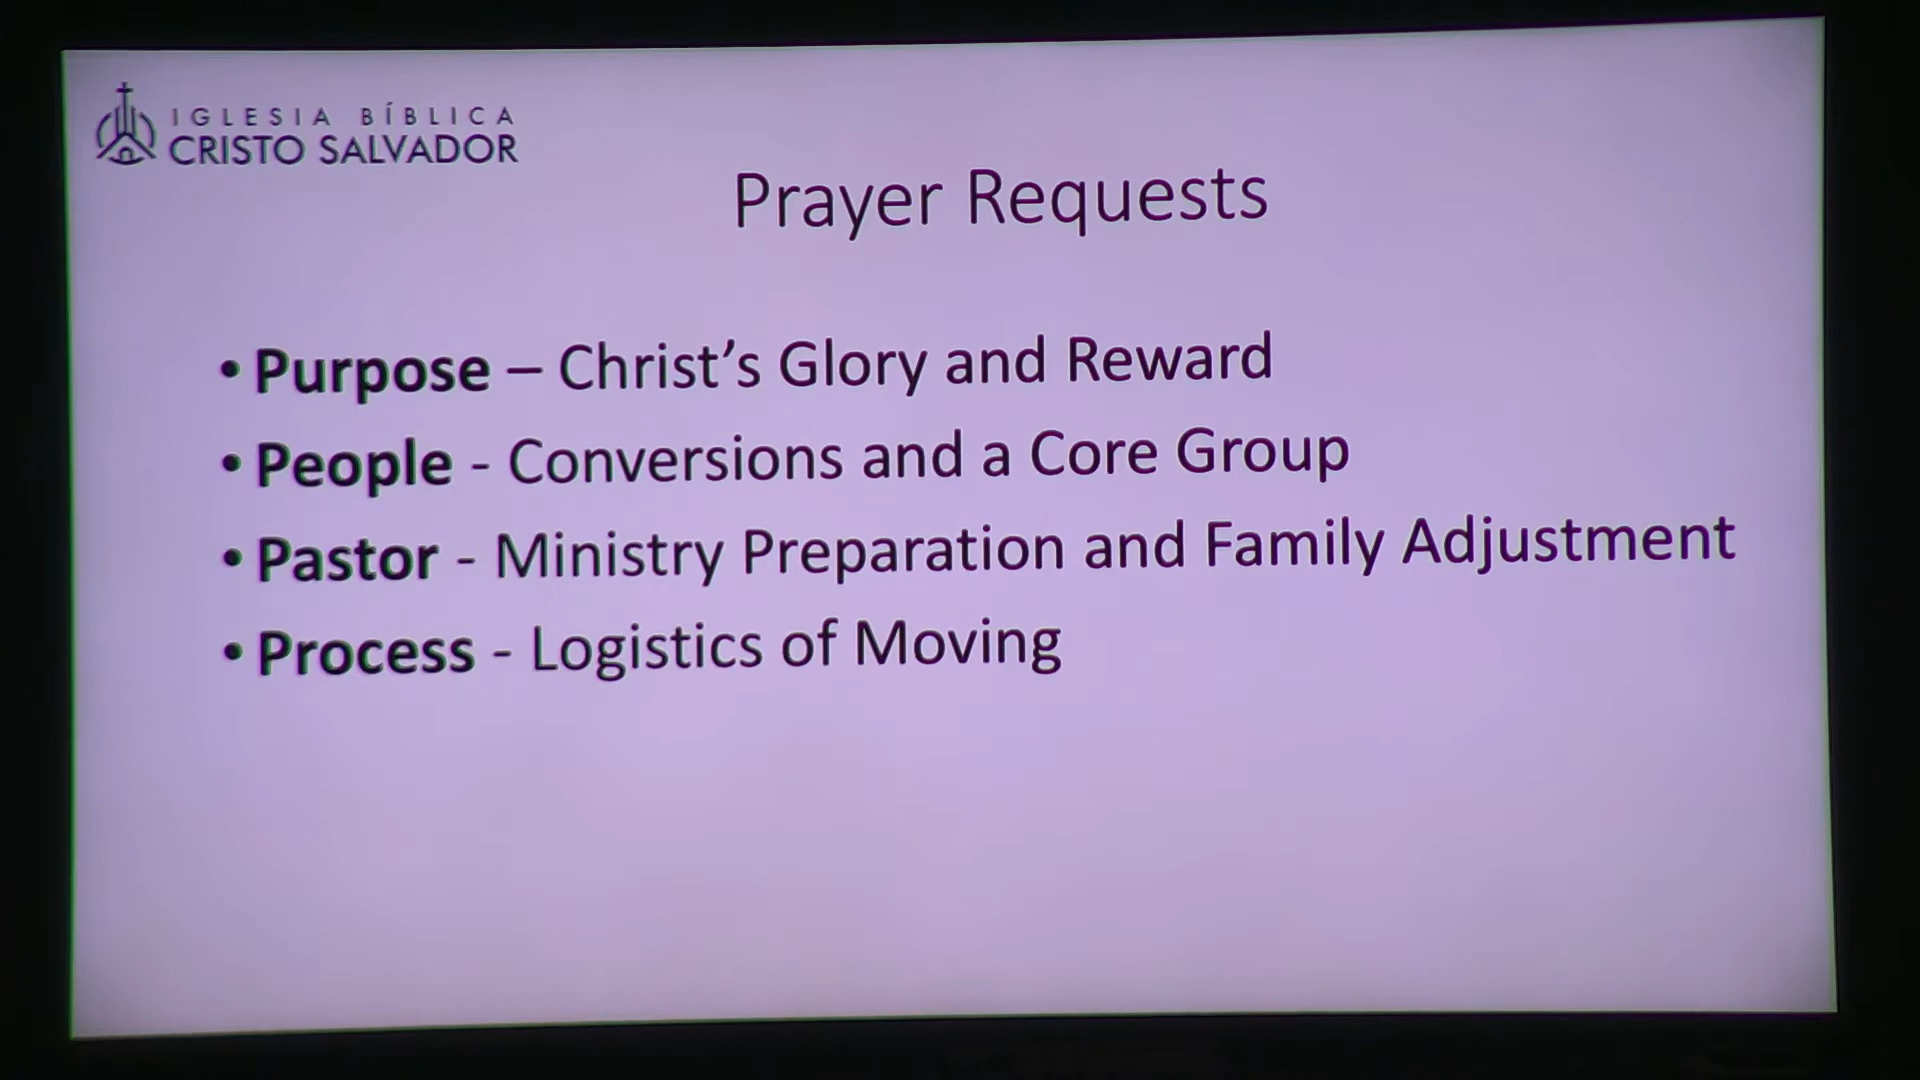 IGLESIA BÍBLICA
CRISTO SALVADOR
Prayer Requests
• Purpose – Christ's Glory and Reward
• People - Conversions and a Core Group
• Pastor - Ministry Preparation and Family Adjustment
• Process - Logistics of Moving